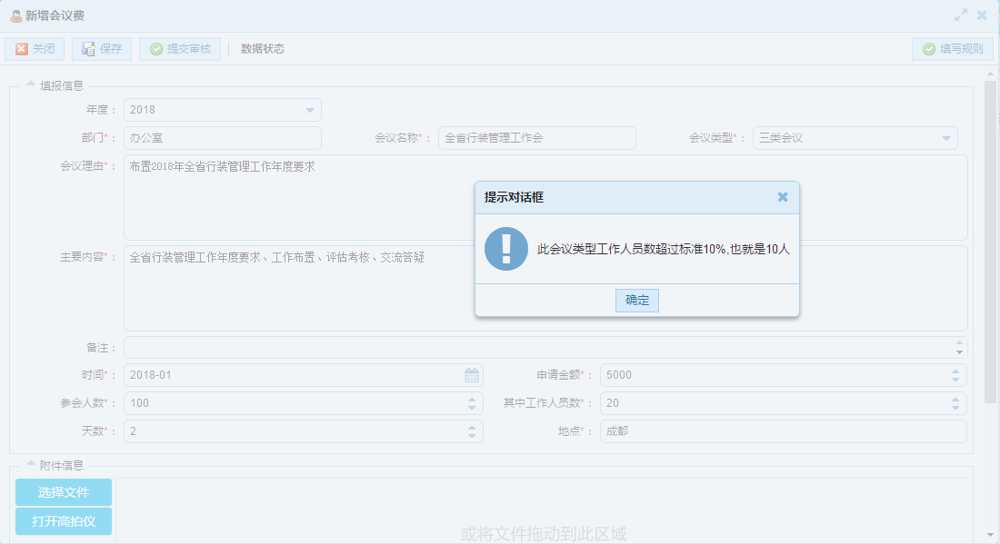 新增会议费
关闭 保存 提交审核 数据状态 填写规则
填报信息
年度： 2018
部门*： 办公室 会议名称*： 全省行装管理工作会 会议类型*： 三类会议
会议理由*： 布置2018年全省行装管理工作年度要求
提示对话框
此会议类型工作人员数超过标准10%,也就是10人
确定
主要内容*： 全省行装管理工作年度要求、工作布置、评估考核、交流答疑
备注：
时间*： 2018-01 申请金额*： 5000
参会人数*： 100 其中工作人员数*： 20
天数*： 2 地点*： 成都
附件信息
选择文件
打开高拍仪
或将文件拖动到此区域